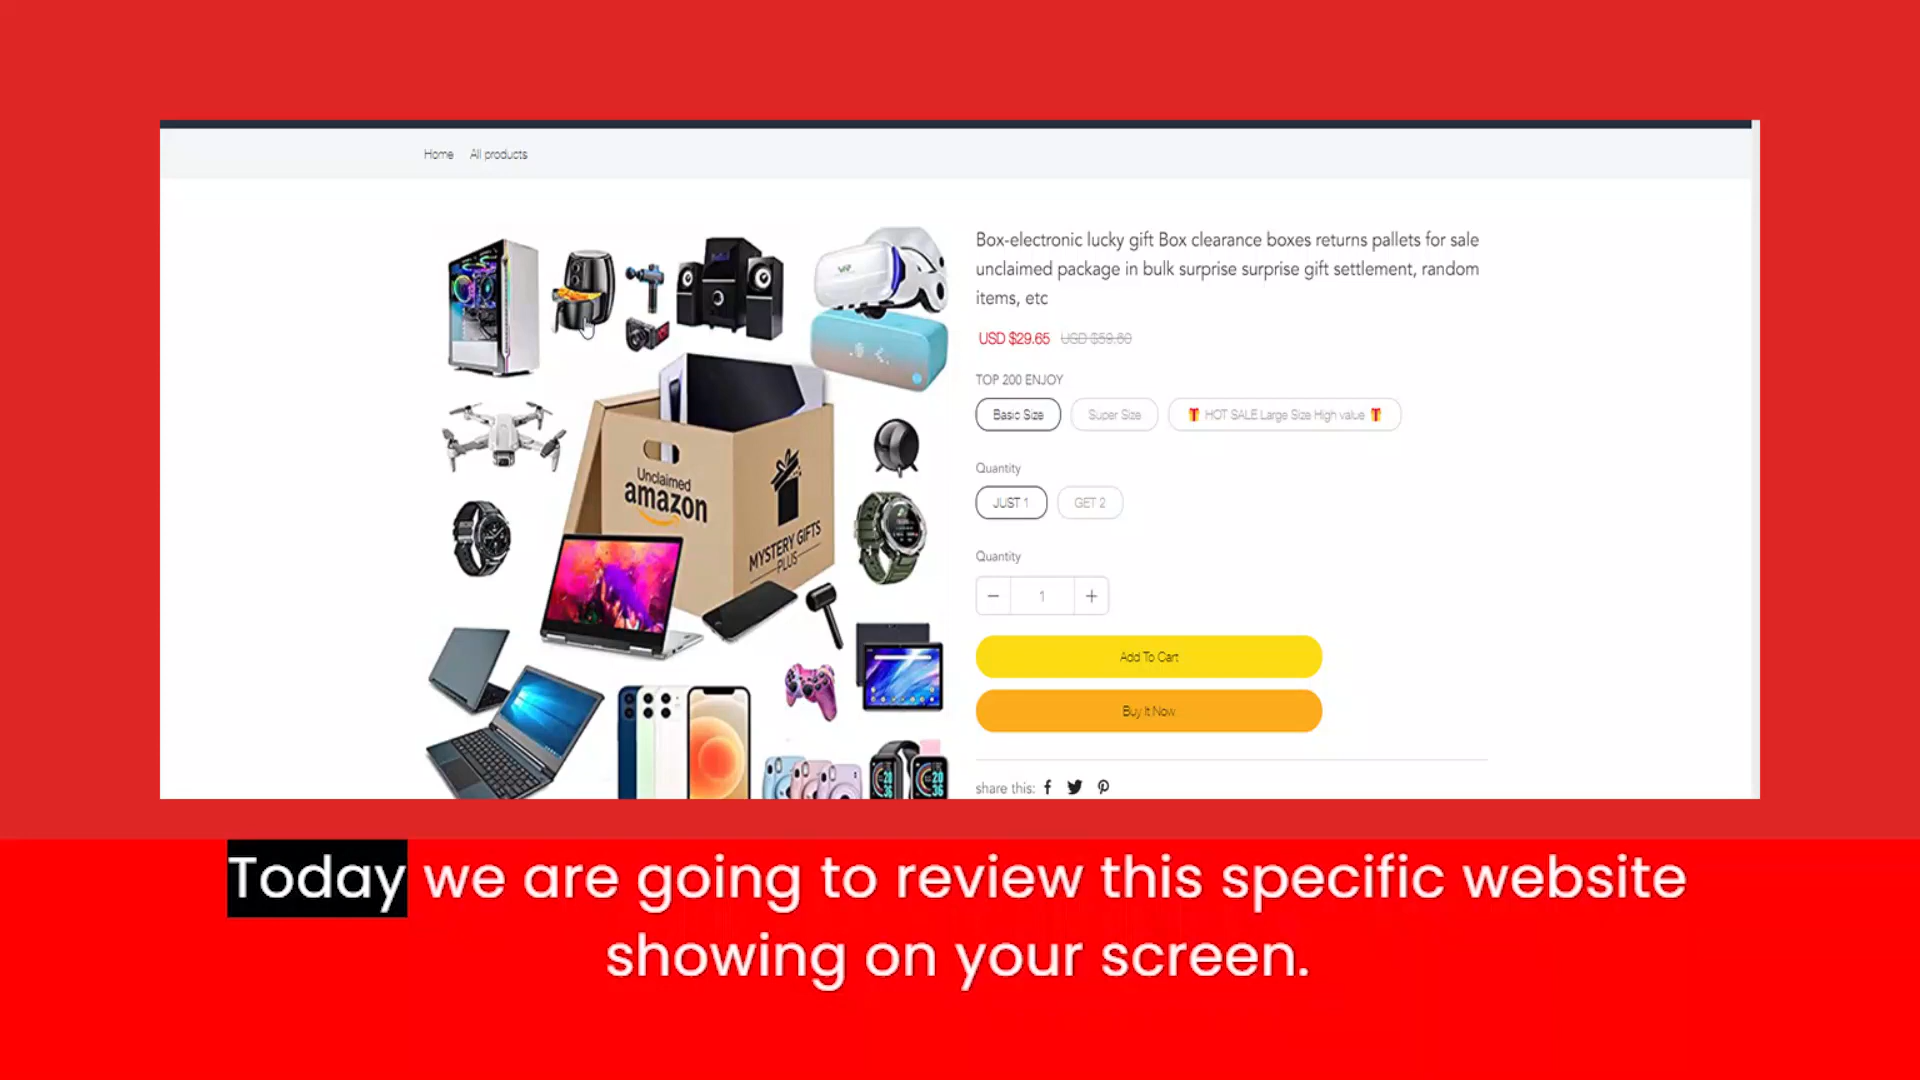 Home All products
Box-electronic lucky gift Box clearance boxes returns pallets for sale
unclaimed package in bulk surprise surprise gift settlement, random
items, etc
USD $29.65 USD $59.60
TOP 200 ENJOY
Basic Size Super Size HOT SALE Large Size High value
Quantity
JUST 1 GET 2
Quantity
− 1 +
Add To Cart
Buy It Now
share this:
VR
Unclaimed
amazon
MYSTERY GIFTS
PLUS
Today we are going to review this specific website
showing on your screen.